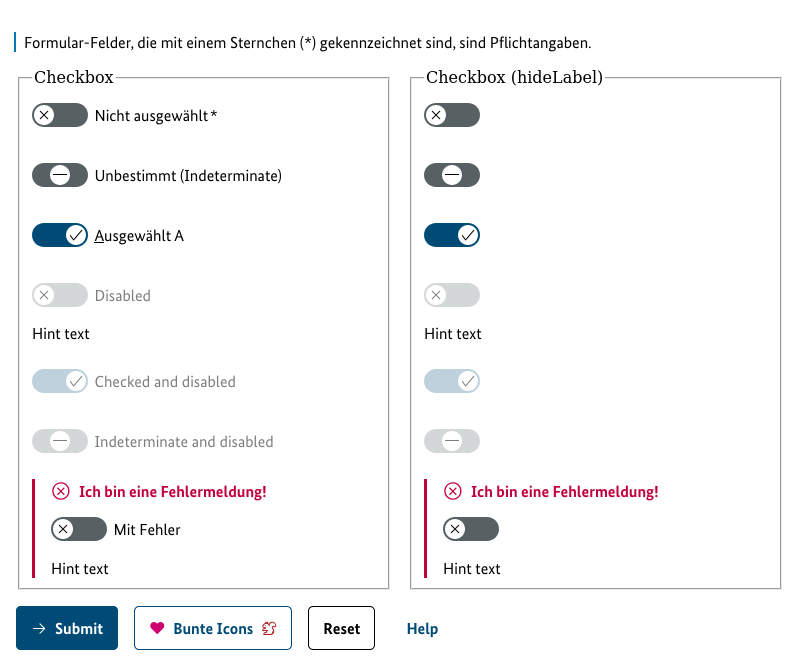 Formular-Felder, die mit einem Sternchen (*) gekennzeichnet sind, sind Pflichtangaben.
Checkbox
Nicht ausgewählt*
Unbestimmt (Indeterminate)
Ausgewählt A
Disabled
Hint text
Checked and disabled
Indeterminate and disabled
Ich bin eine Fehlermeldung!
Mit Fehler
Hint text
Checkbox (hideLabel)
Hint text
Ich bin eine Fehlermeldung!
Hint text
Submit
Bunte Icons
Reset
Help